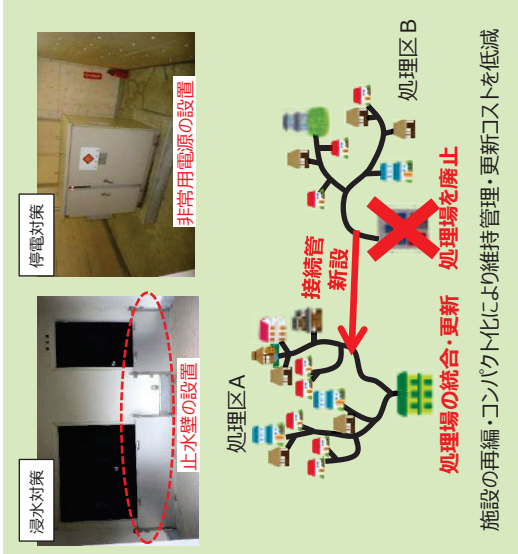 浸水対策
止水壁の設置
停電対策
非常用電源の設置
処理区A
処理区B
接続管
新設
処理場の統合・更新
処理場を廃止
施設の再編・コンパクト化により維持管理・更新コストを低減